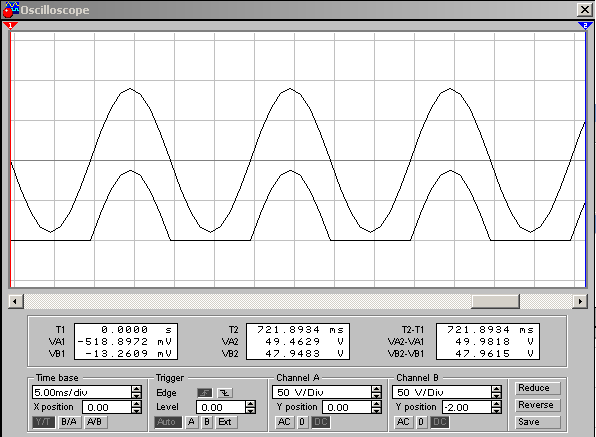 Oscilloscope
1 2
T1 0.0000 s T2 721.8934 ms T2-T1 721.8934 ms
VA1 -518.8972 mV VA2 49.4629 V VA2-VA1 49.9818 V
VB1 -13.2609 mV VB2 47.9483 V VB2-VB1 47.9615 V
Time base Trigger Channel A Channel B
5.00ms/div Edge 50 V/Div 50 V/Div Reduce
X position 0.00 Level 0.00 Y position 0.00 Y position -2.00 Reverse
Y/T B/A A/B Auto A B Ext AC 0 DC AC 0 DC Save